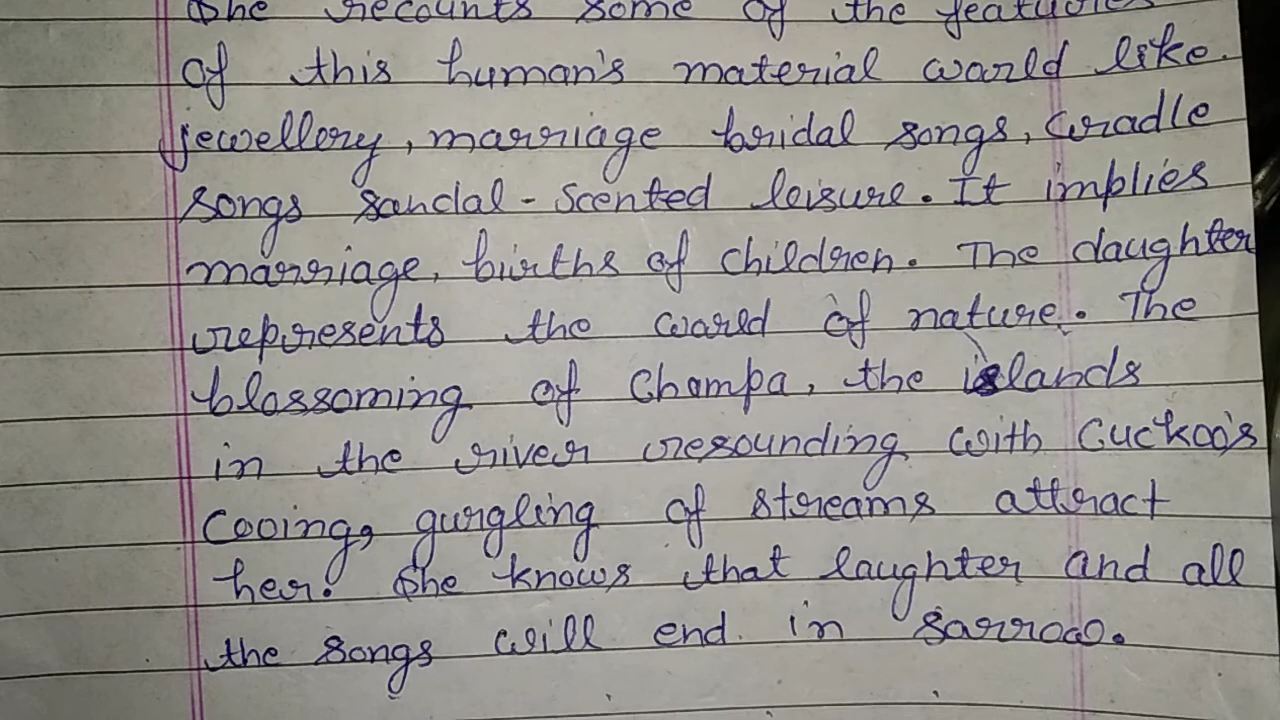 She recounts some of the features
of this human's material world like
jewellery, marriage bridal songs, cradle
songs sandal-scented leisure. It implies
marriage, births of children. The daughter
represents the world of nature. The
blossoming of Champa, the islands
in the river resounding with Cuckoo's
cooing, gurgling of streams attract
her. She knows that laughter and all
the songs will end in sorrow.